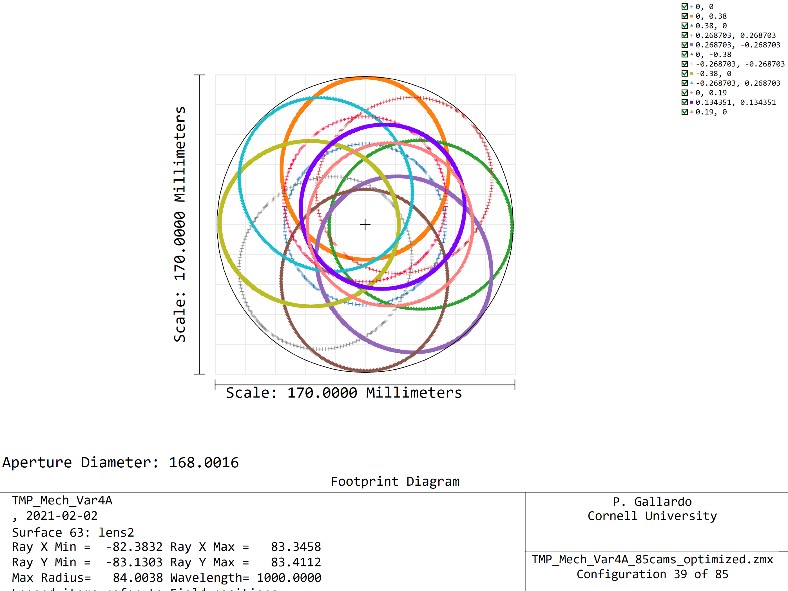 0, 0
0, 0.38
0.38, 0
0.268703, 0.268703
0.268703, -0.268703
0, -0.38
-0.268703, -0.268703
-0.38, 0
-0.268703, 0.268703
0, 0.19
0.134351, 0.134351
0.19, 0
Scale: 170.0000 Millimeters
Scale: 170.0000 Millimeters
Aperture Diameter: 168.0016
Footprint Diagram
TMP_Mech_Var4A
, 2021-02-02
Surface 63: lens2
Ray X Min = -82.3832 Ray X Max = 83.3458
Ray Y Min = -83.1303 Ray Y Max = 83.4112
Max Radius= 84.0038 Wavelength= 1000.0000
P. Gallardo
Cornell University
TMP_Mech_Var4A_85cams_optimized.zmx
Configuration 39 of 85